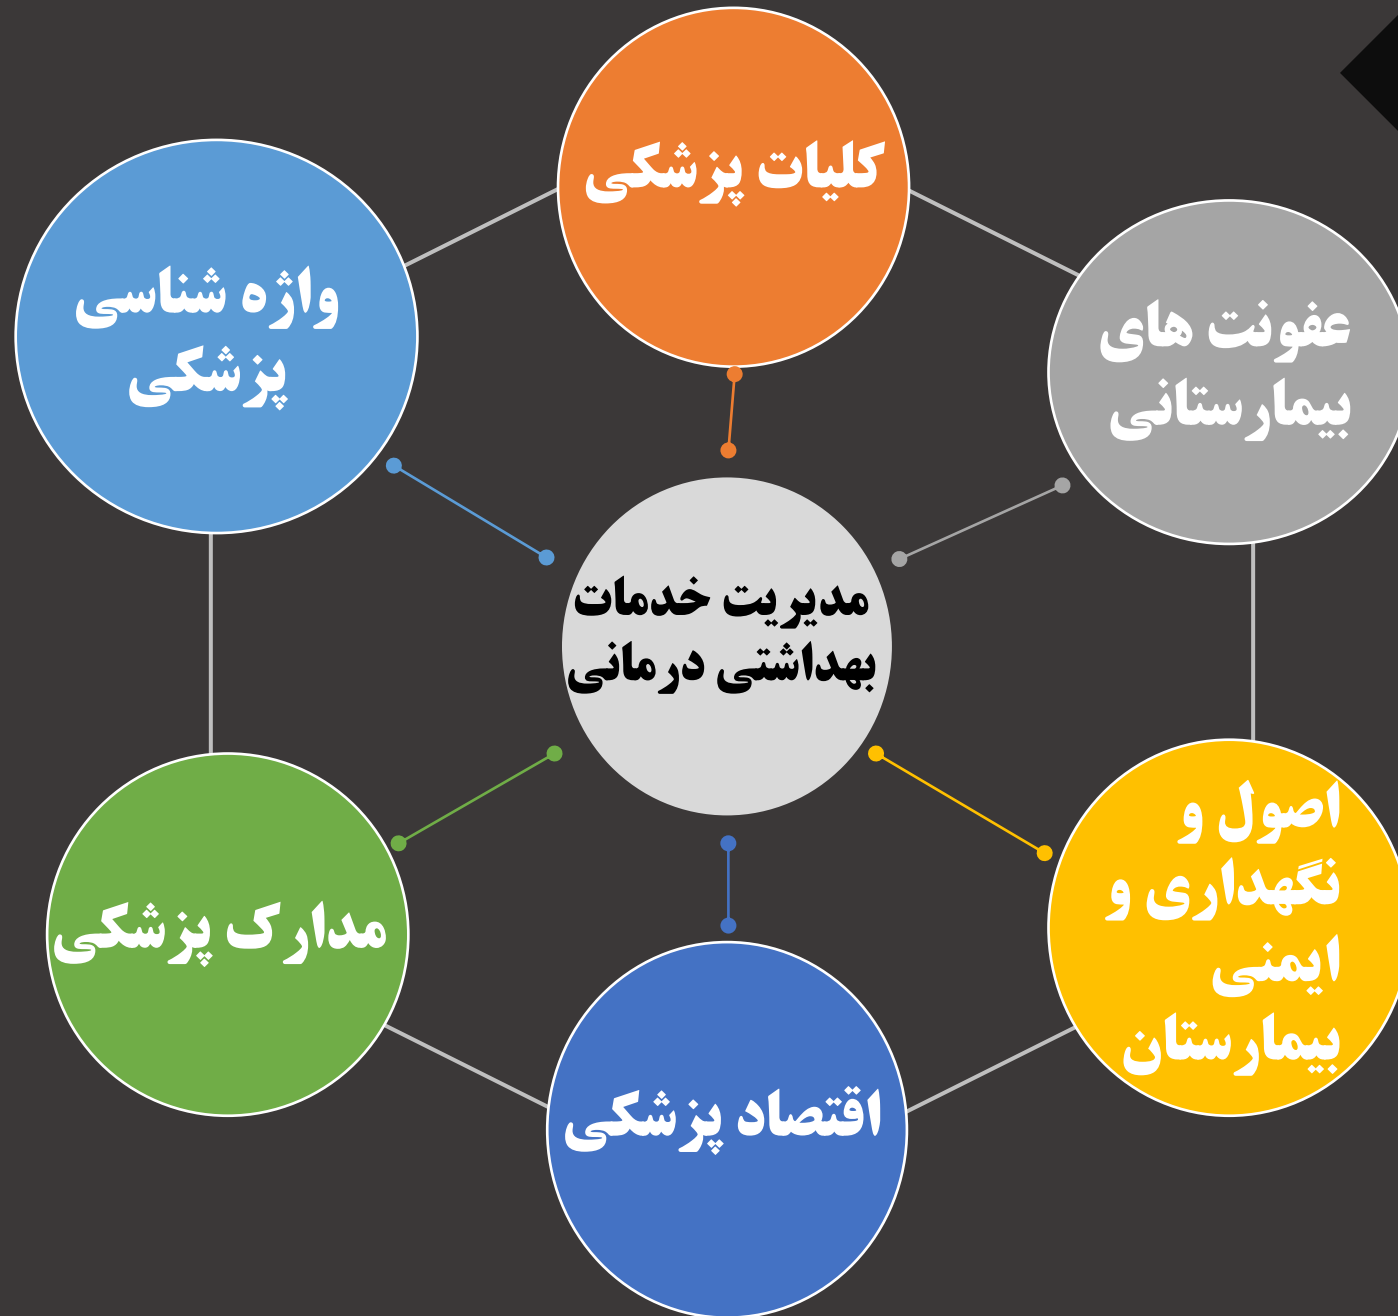 کلیات پزشکی
عفونت های
بیمارستانی
واژه شناسی
پزشکی
مدیریت خدمات
بهداشتی درمانی
اصول و
نگهداری و
ایمنی
بیمارستان
مدارک پزشکی
اقتصاد پزشکی